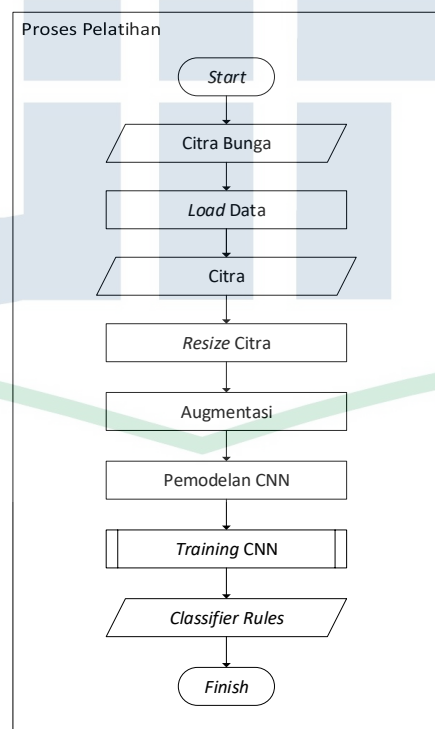 Proses Pelatihan
Start
Citra Bunga
Load Data
Citra
Resize Citra
Augmentasi
Pemodelan CNN
Training CNN
Classifier Rules
Finish